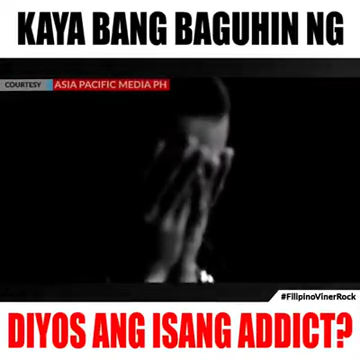 KAYA BANG BAGUHIN NG
COURTESY ASIA PACIFIC MEDIA PH
#FilipinoVinerRock
DIYOS ANG ISANG ADDICT?